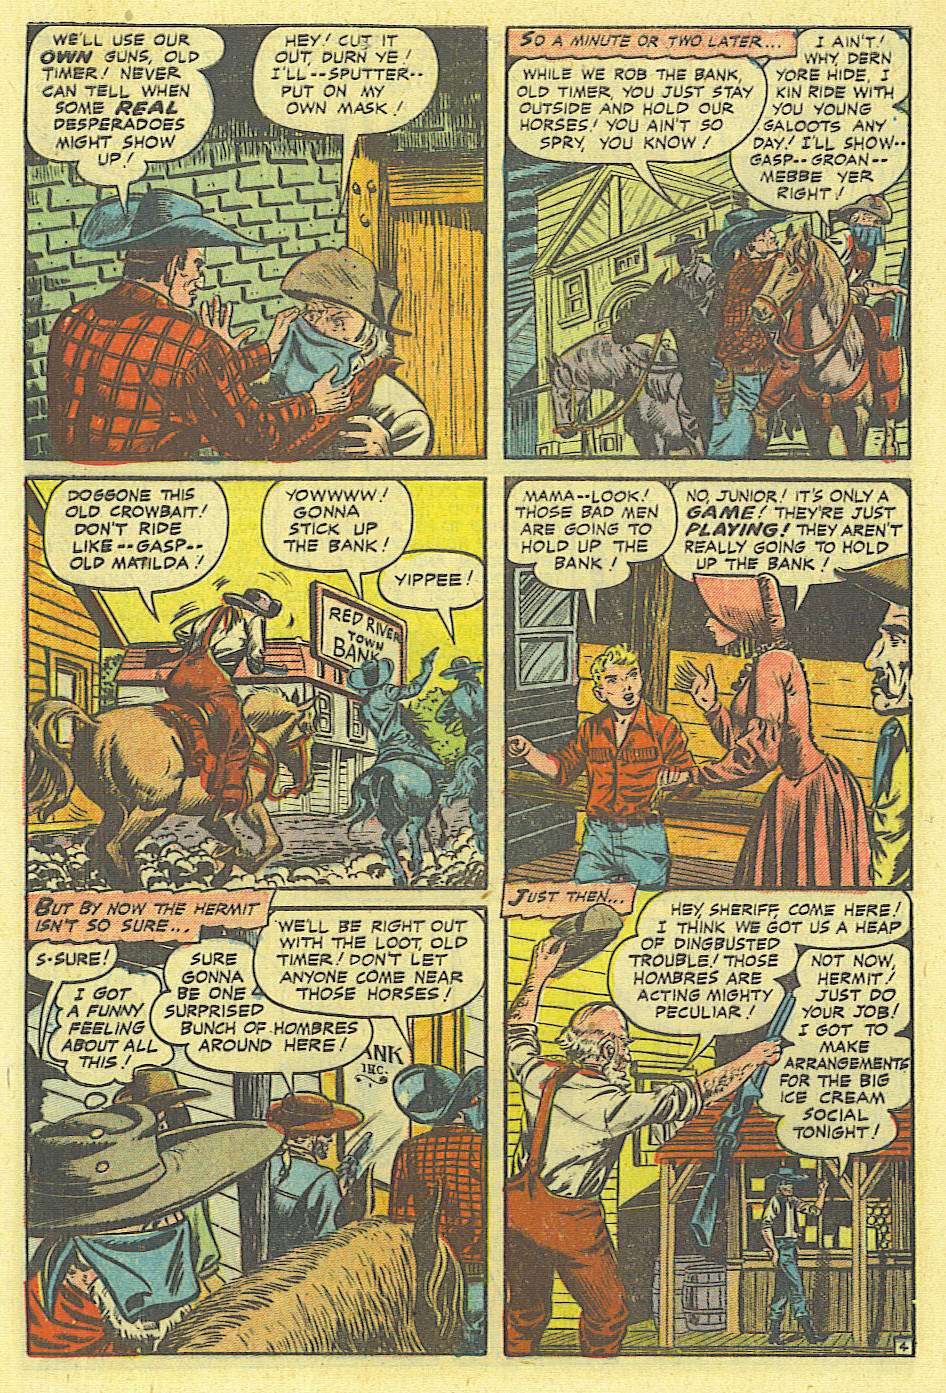 WE'LL USE OUR
OWN GUNS, OLD
TIMER! NEVER
CAN TELL WHEN
SOME REAL
DESPERADOES
MIGHT SHOW
UP!
HEY! CUT IT
OUT, DURN YE!
I'LL--SPUTTER--
PUT ON MY
OWN MASK!
SO A MINUTE OR TWO LATER...
WHILE WE ROB THE BANK,
OLD TIMER, YOU JUST STAY
OUTSIDE AND HOLD OUR
HORSES! YOU AIN'T SO
SPRY, YOU KNOW!
I AIN'T!
WHY, DERN
YORE HIDE, I
KIN RIDE WITH
YOU YOUNG
GALOOTS ANY
DAY! I'LL SHOW--
GASP--GROAN--
MEBBE YER
RIGHT!
DOGGONE THIS
OLD CROWBAIT!
DON'T RIDE
LIKE--GASP--
OLD MATILDA!
YOWWWW!
GONNA
STICK UP
THE BANK!
YIPPEE!
RED RIVER
TOWN
BANK
MAMA--LOOK!
THOSE BAD MEN
ARE GOING TO
HOLD UP THE
BANK!
NO, JUNIOR! IT'S ONLY A
GAME! THEY'RE JUST
PLAYING! THEY AREN'T
REALLY GOING TO HOLD
UP THE BANK!
BUT BY NOW THE HERMIT
ISN'T SO SURE...
S-SURE!
I GOT
A FUNNY
FEELING
ABOUT ALL
THIS!
SURE
GONNA
BE ONE
SURPRISED
BUNCH OF HOMBRES
AROUND HERE!
WE'LL BE RIGHT OUT
WITH THE LOOT, OLD
TIMER! DON'T LET
ANYONE COME NEAR
THOSE HORSES!
BANK
INC.
JUST THEN...
HEY, SHERIFF, COME HERE!
I THINK WE GOT US A HEAP
OF DINGBUSTED
TROUBLE! THOSE
HOMBRES ARE
ACTING MIGHTY
PECULIAR!
NOT NOW,
HERMIT!
JUST DO
YOUR JOB!
I GOT TO
MAKE
ARRANGEMENTS
FOR THE BIG
ICE CREAM
SOCIAL
TONIGHT!
4